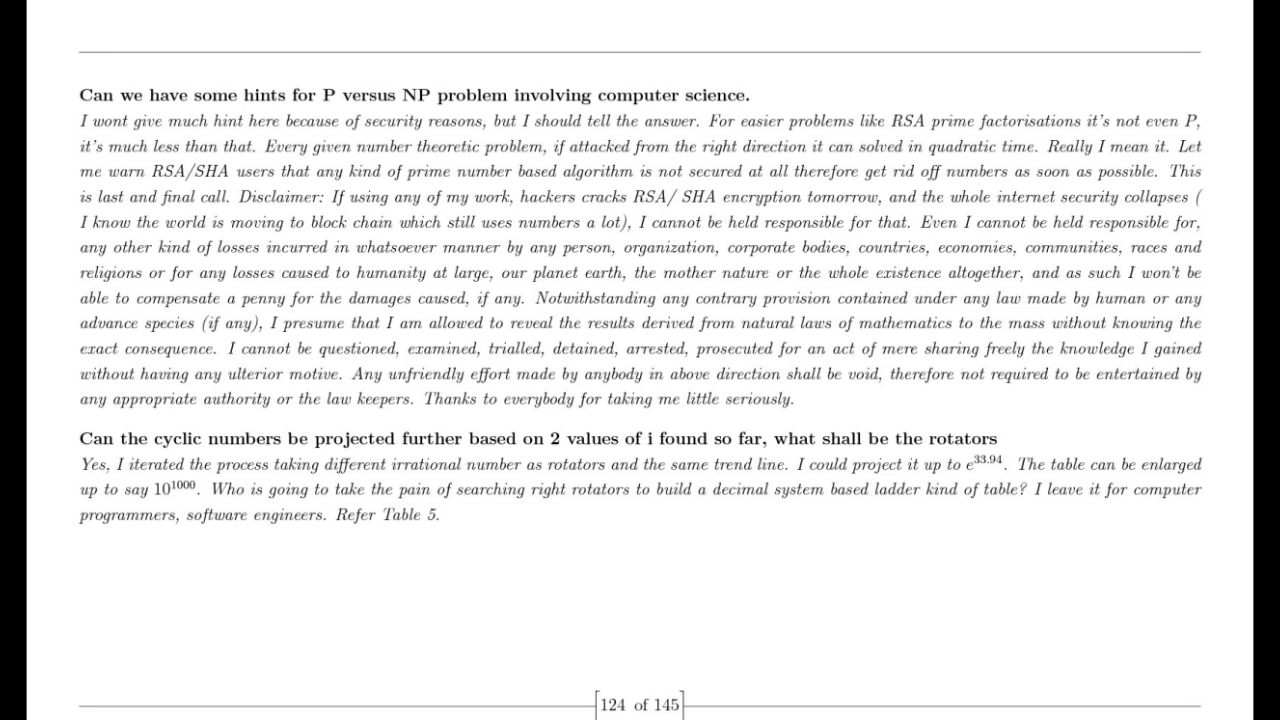 Can we have some hints for P versus NP problem involving computer science.
I wont give much hint here because of security reasons, but I should tell the answer. For easier problems like RSA prime factorisations it's not even P,
it's much less than that. Every given number theoretic problem, if attacked from the right direction it can solved in quadratic time. Really I mean it. Let
me warn RSA/SHA users that any kind of prime number based algorithm is not secured at all therefore get rid off numbers as soon as possible. This
is last and final call. Disclaimer: If using any of my work, hackers cracks RSA/ SHA encryption tomorrow, and the whole internet security collapses (
I know the world is moving to block chain which still uses numbers a lot), I cannot be held responsible for that. Even I cannot be held responsible for,
any other kind of losses incurred in whatsoever manner by any person, organization, corporate bodies, countries, economies, communities, races and
religions or for any losses caused to humanity at large, our planet earth, the mother nature or the whole existence altogether, and as such I won't be
able to compensate a penny for the damages caused, if any. Notwithstanding any contrary provision contained under any law made by human or any
advance species (if any), I presume that I am allowed to reveal the results derived from natural laws of mathematics to the mass without knowing the
exact consequence. I cannot be questioned, examined, trialled, detained, arrested, prosecuted for an act of mere sharing freely the knowledge I gained
without having any ulterior motive. Any unfriendly effort made by anybody in above direction shall be void, therefore not required to be entertained by
any appropriate authority or the law keepers. Thanks to everybody for taking me little seriously.
Can the cyclic numbers be projected further based on 2 values of i found so far, what shall be the rotators
Yes, I iterated the process taking different irrational number as rotators and the same trend line. I could project it up to e^33.94. The table can be enlarged
up to say 10^1000. Who is going to take the pain of searching right rotators to build a decimal system based ladder kind of table? I leave it for computer
programmers, software engineers. Refer Table 5.
124 of 145